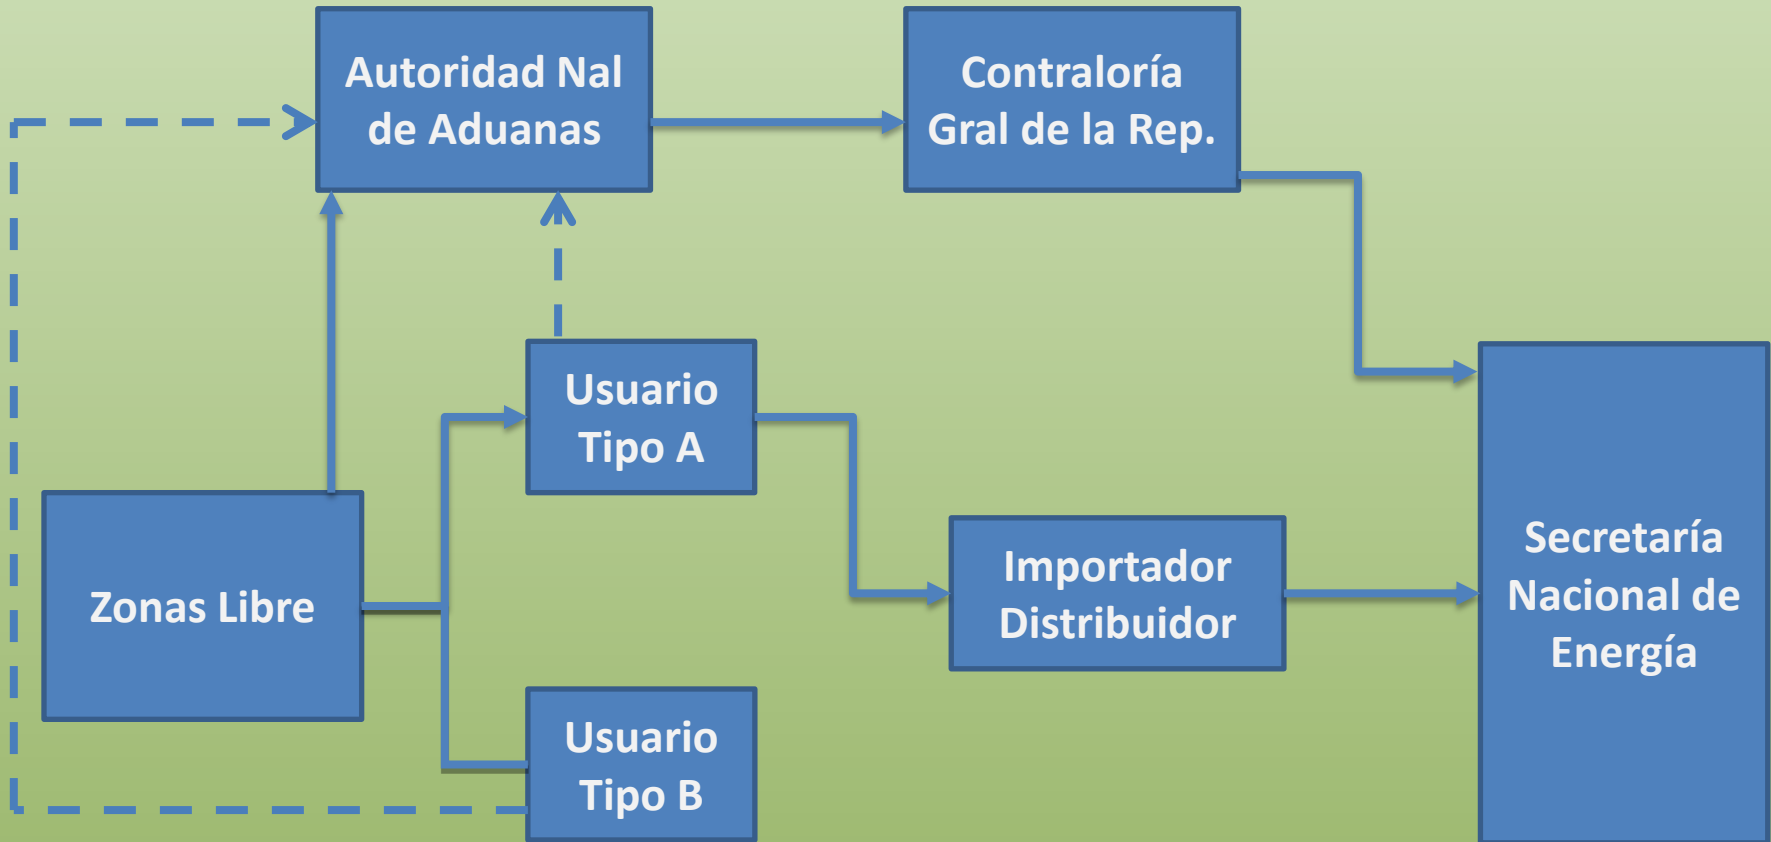 Autoridad Nal
de Aduanas
Contraloría
Gral de la Rep.
Usuario
Tipo A
Zonas Libre
Importador
Distribuidor
Secretaría
Nacional de
Energía
Usuario
Tipo B